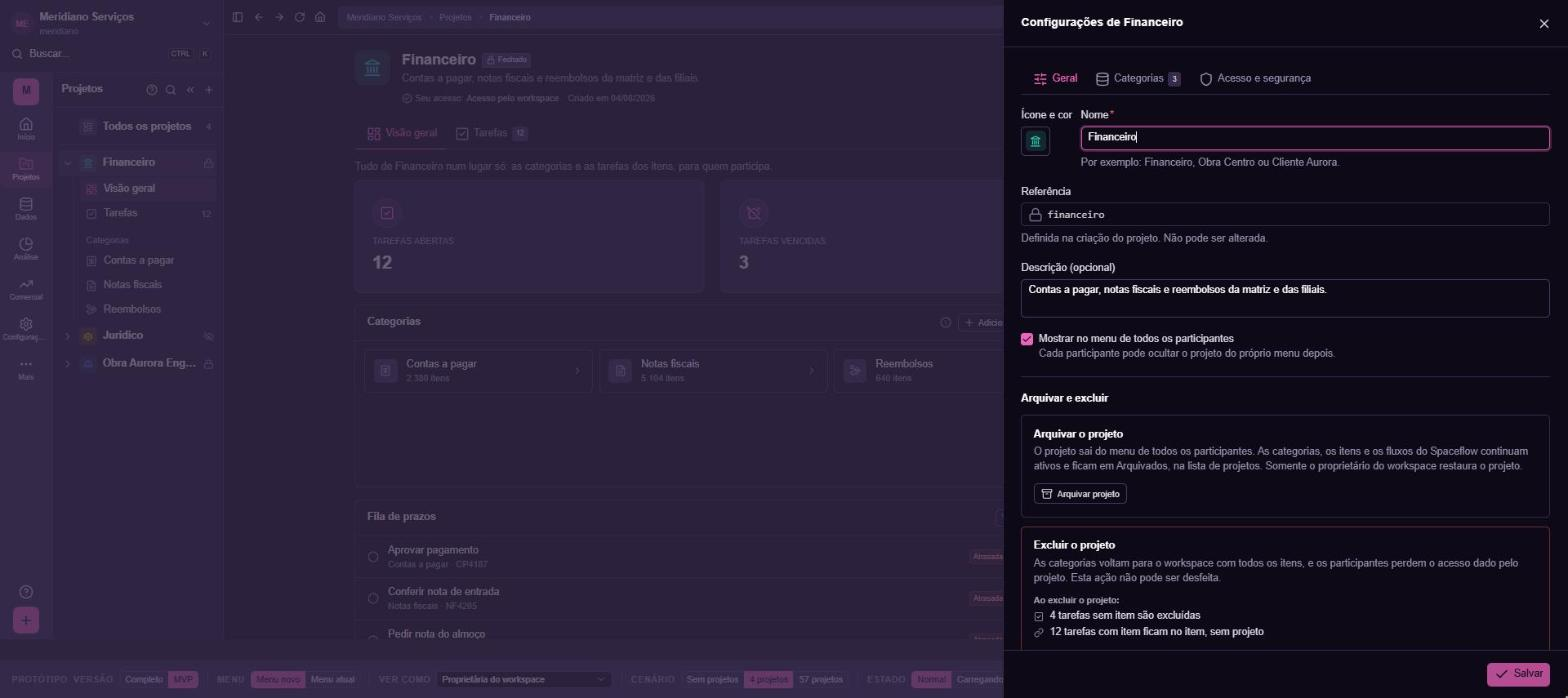 ME
Meridiano Serviços
meridiano
Buscar...
CTRL K
M
Início
Projetos
Dados
Análise
Comercial
Configuraç...
Mais
Projetos
Todos os projetos 4
Financeiro
Visão geral
Tarefas 12
Categorias
Contas a pagar
Notas fiscais
Reembolsos
Jurídico
Obra Aurora Eng...
Meridiano Serviços › Projetos › Financeiro
Financeiro Fechado
Contas a pagar, notas fiscais e reembolsos da matriz e das filiais.
Seu acesso: Acesso pelo workspace · Criado em 04/08/2026
Visão geral Tarefas 12
Tudo de Financeiro num lugar só: as categorias e as tarefas dos itens, para quem participa.
TAREFAS ABERTAS
12
TAREFAS VENCIDAS
3
Categorias
+ Adicio
Contas a pagar
2.380 itens
Notas fiscais
5.104 itens
Reembolsos
640 itens
Fila de prazos
Aprovar pagamento
Contas a pagar · CP4187
Atrasada
Conferir nota de entrada
Notas fiscais · NF4205
Atrasada
Pedir nota do almoço
PROTÓTIPO VERSÃO Completo MVP MENU Menu novo Menu atual VER COMO Proprietária do workspace CENÁRIO Sem projetos 4 projetos 57 projetos ESTADO Normal Carregando
Configurações de Financeiro
Geral Categorias 3 Acesso e segurança
Ícone e cor Nome *
Financeiro
Por exemplo: Financeiro, Obra Centro ou Cliente Aurora.
Referência
financeiro
Definida na criação do projeto. Não pode ser alterada.
Descrição (opcional)
Contas a pagar, notas fiscais e reembolsos da matriz e das filiais.
Mostrar no menu de todos os participantes
Cada participante pode ocultar o projeto do próprio menu depois.
Arquivar e excluir
Arquivar o projeto
O projeto sai do menu de todos os participantes. As categorias, os itens e os fluxos do Spaceflow continuam
ativos e ficam em Arquivados, na lista de projetos. Somente o proprietário do workspace restaura o projeto.
Arquivar projeto
Excluir o projeto
As categorias voltam para o workspace com todos os itens, e os participantes perdem o acesso dado pelo
projeto. Esta ação não pode ser desfeita.
Ao excluir o projeto:
4 tarefas sem item são excluídas
12 tarefas com item ficam no item, sem projeto
Salvar